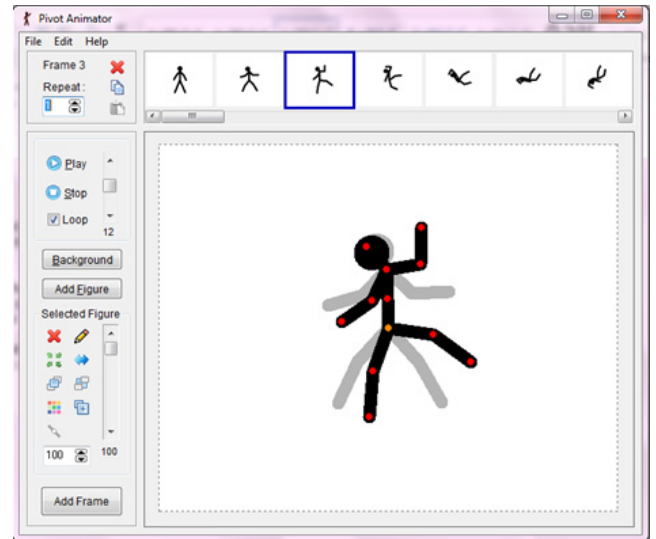 Pivot Animator
File Edit Help
Frame 3
Repeat:
1
Play
Stop
Loop
12
Background
Add Figure
Selected Figure
100
100
Add Frame